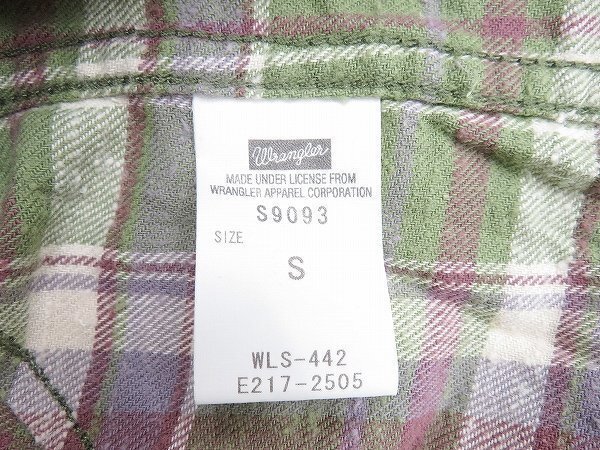 Wrangler
MADE UNDER LICENSE FROM
WRANGLER APPAREL CORPORATION
S9093
SIZE
S
WLS-442
E217-2505